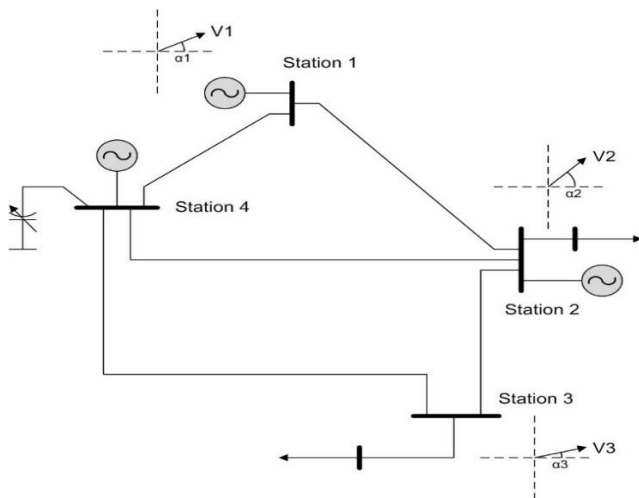 V1
α1
Station 1
V2
α2
Station 4
Station 2
Station 3
V3
α3